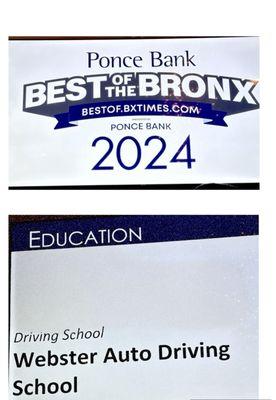 Ponce Bank
BEST OF THE BRONX
BESTOF.BXTIMES.COM
PONCE BANK
2024
EDUCATION
Driving School
Webster Auto Driving
School